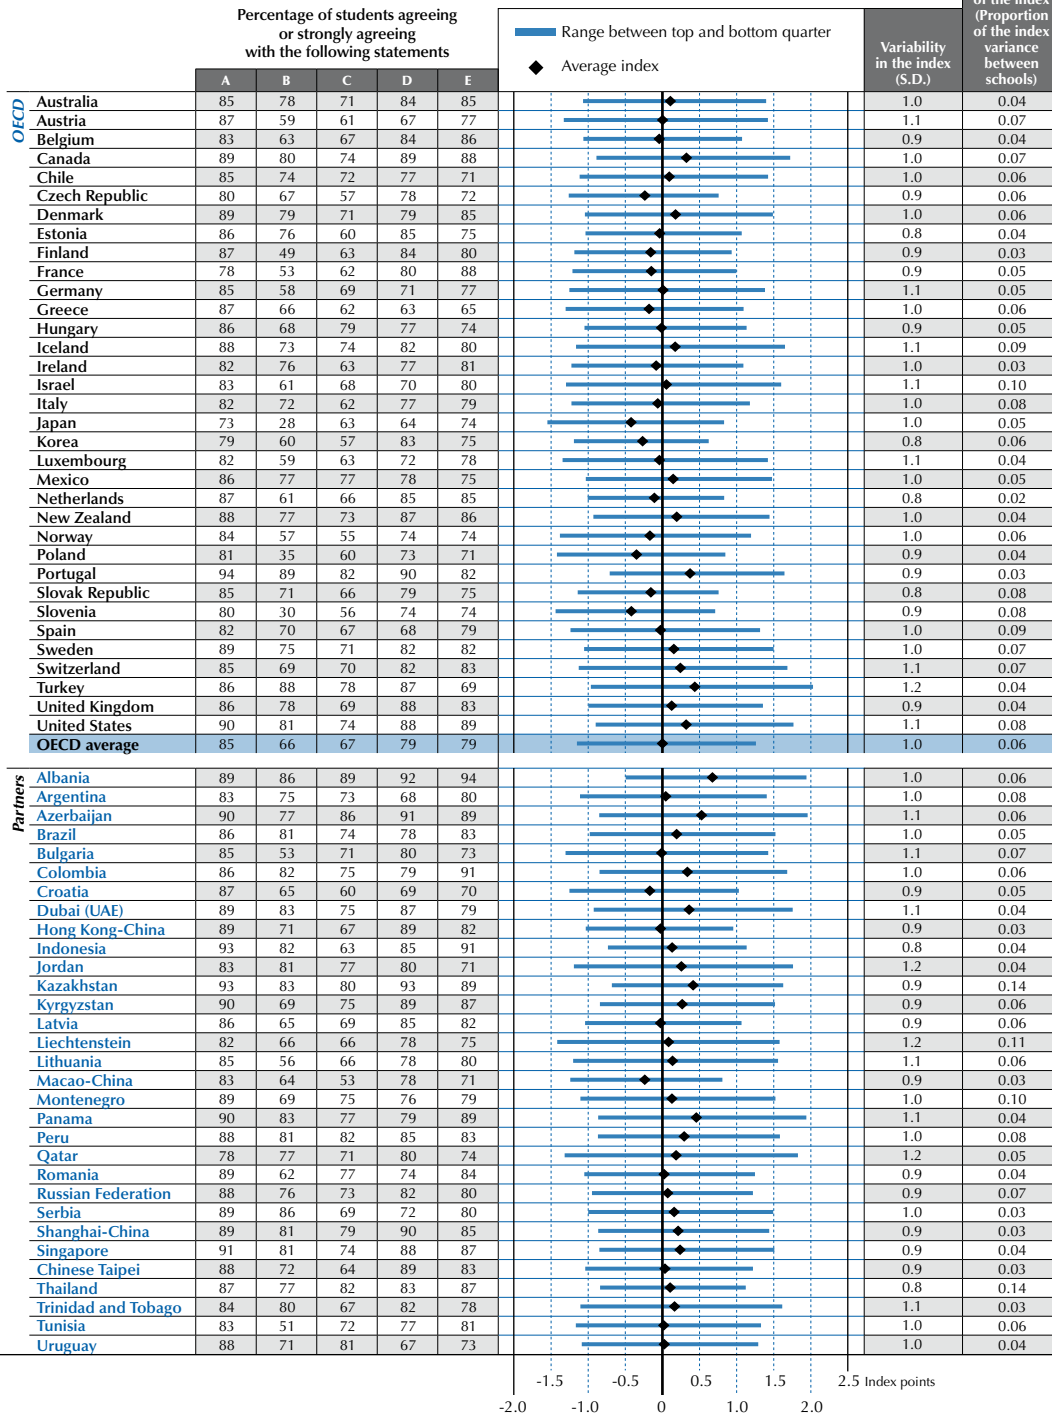 Percentage of students agreeing
or strongly agreeing
with the following statements
Range between top and bottom quarter
Average index
Variability
in the index
(S.D.)
of the index
(Proportion
of the index
variance
between
schools)
A B C D E
OECD
Australia 85 78 71 84 85 1.0 0.04
Austria 87 59 61 67 77 1.1 0.07
Belgium 83 63 67 84 86 0.9 0.04
Canada 89 80 74 89 88 1.0 0.07
Chile 85 74 72 77 71 1.0 0.06
Czech Republic 80 67 57 78 72 0.9 0.06
Denmark 89 79 71 79 85 1.0 0.06
Estonia 86 76 60 85 75 0.8 0.04
Finland 87 49 63 84 80 0.9 0.03
France 78 53 62 80 88 0.9 0.05
Germany 85 58 69 71 77 1.1 0.05
Greece 87 66 62 63 65 1.0 0.06
Hungary 86 68 79 77 74 0.9 0.05
Iceland 88 73 74 82 80 1.1 0.09
Ireland 82 76 63 77 81 1.0 0.03
Israel 83 61 68 70 80 1.1 0.10
Italy 82 72 62 77 79 1.0 0.08
Japan 73 28 63 64 74 1.0 0.05
Korea 79 60 57 83 75 0.8 0.06
Luxembourg 82 59 63 72 78 1.1 0.04
Mexico 86 77 77 78 75 1.0 0.05
Netherlands 87 61 66 85 85 0.8 0.02
New Zealand 88 77 73 87 86 1.0 0.04
Norway 84 57 55 74 74 1.0 0.06
Poland 81 35 60 73 71 0.9 0.04
Portugal 94 89 82 90 82 0.9 0.03
Slovak Republic 85 71 66 79 75 0.8 0.08
Slovenia 80 30 56 74 74 0.9 0.08
Spain 82 70 67 68 79 1.0 0.09
Sweden 89 75 71 82 82 1.0 0.07
Switzerland 85 69 70 82 83 1.1 0.07
Turkey 86 88 78 87 69 1.2 0.04
United Kingdom 86 78 69 88 83 0.9 0.04
United States 90 81 74 88 89 1.1 0.08
OECD average 85 66 67 79 79 1.0 0.06
Partners
Albania 89 86 89 92 94 1.0 0.06
Argentina 83 75 73 68 80 1.0 0.08
Azerbaijan 90 77 86 91 89 1.1 0.06
Brazil 86 81 74 78 83 1.0 0.05
Bulgaria 85 53 71 80 73 1.1 0.07
Colombia 86 82 75 79 91 1.0 0.06
Croatia 87 65 60 69 70 0.9 0.05
Dubai (UAE) 89 83 75 87 79 1.1 0.04
Hong Kong-China 89 71 67 89 82 0.9 0.03
Indonesia 93 82 63 85 91 0.8 0.04
Jordan 83 81 77 80 71 1.2 0.04
Kazakhstan 93 83 80 93 89 0.9 0.14
Kyrgyzstan 90 69 75 89 87 0.9 0.06
Latvia 86 65 69 85 82 0.9 0.06
Liechtenstein 82 66 66 78 75 1.2 0.11
Lithuania 85 56 66 78 80 1.1 0.06
Macao-China 83 64 53 78 71 0.9 0.03
Montenegro 89 69 75 76 79 1.0 0.10
Panama 90 83 77 79 89 1.1 0.04
Peru 88 81 82 85 83 1.0 0.08
Qatar 78 77 71 80 74 1.2 0.05
Romania 89 62 77 74 84 0.9 0.04
Russian Federation 88 76 73 82 80 0.9 0.07
Serbia 89 86 69 72 80 1.0 0.03
Shanghai-China 89 81 79 90 85 0.9 0.03
Singapore 91 81 74 88 87 0.9 0.04
Chinese Taipei 88 72 64 89 83 0.9 0.03
Thailand 87 77 82 83 87 0.8 0.14
Trinidad and Tobago 84 80 67 82 78 1.1 0.03
Tunisia 83 51 72 77 81 1.0 0.06
Uruguay 88 71 81 67 73 1.0 0.04
-1.5 -0.5 0.5 1.5 2.5 Index points
-2.0 -1.0 0 1.0 2.0